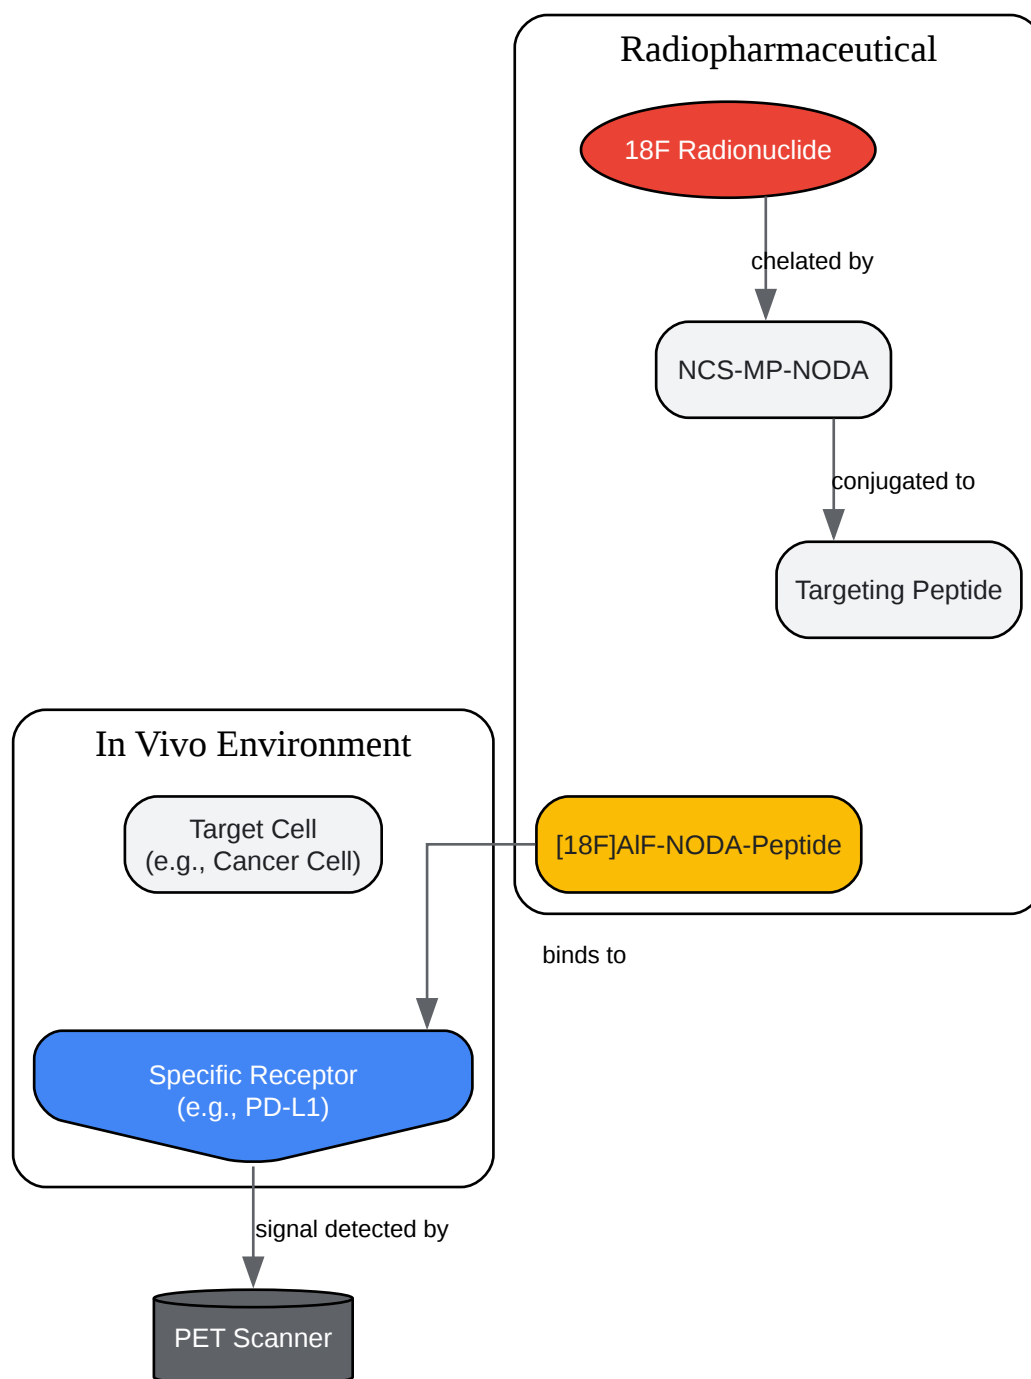 Radiopharmaceutical
18F Radionuclide
chelated by
NCS-MP-NODA
conjugated to
Targeting Peptide
In Vivo Environment
Target Cell
(e.g., Cancer Cell)
[18F]AlF-NODA-Peptide
binds to
Specific Receptor
(e.g., PD-L1)
signal detected by
PET Scanner